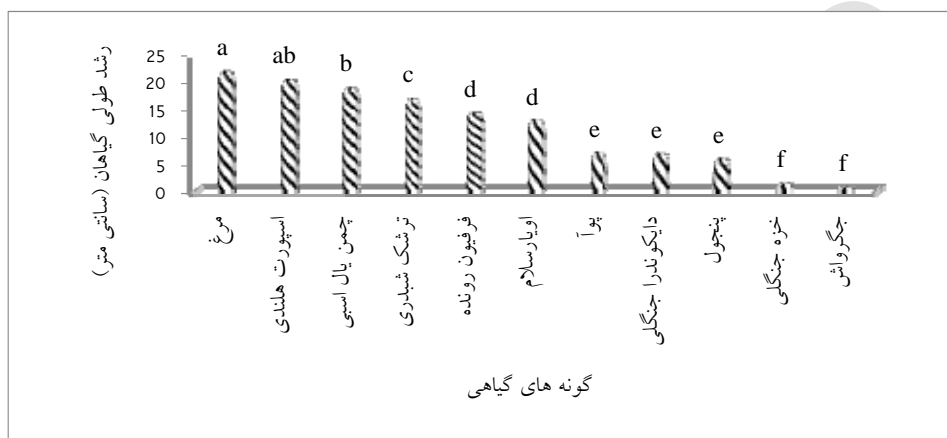 رشد طولی گیاهان (سانتی متر)
25
20
15
10
5
0
a
ab
b
c
d
d
e
e
e
f
f
مرغ
اسپورت هلندی
چمن یال اسبی
ترشک شبدری
فرفیون رونده
اویارسلام
پوآ
دایکوندرا جنگلی
پنجول
خزه جنگلی
جگرواش
گونه های گیاهی